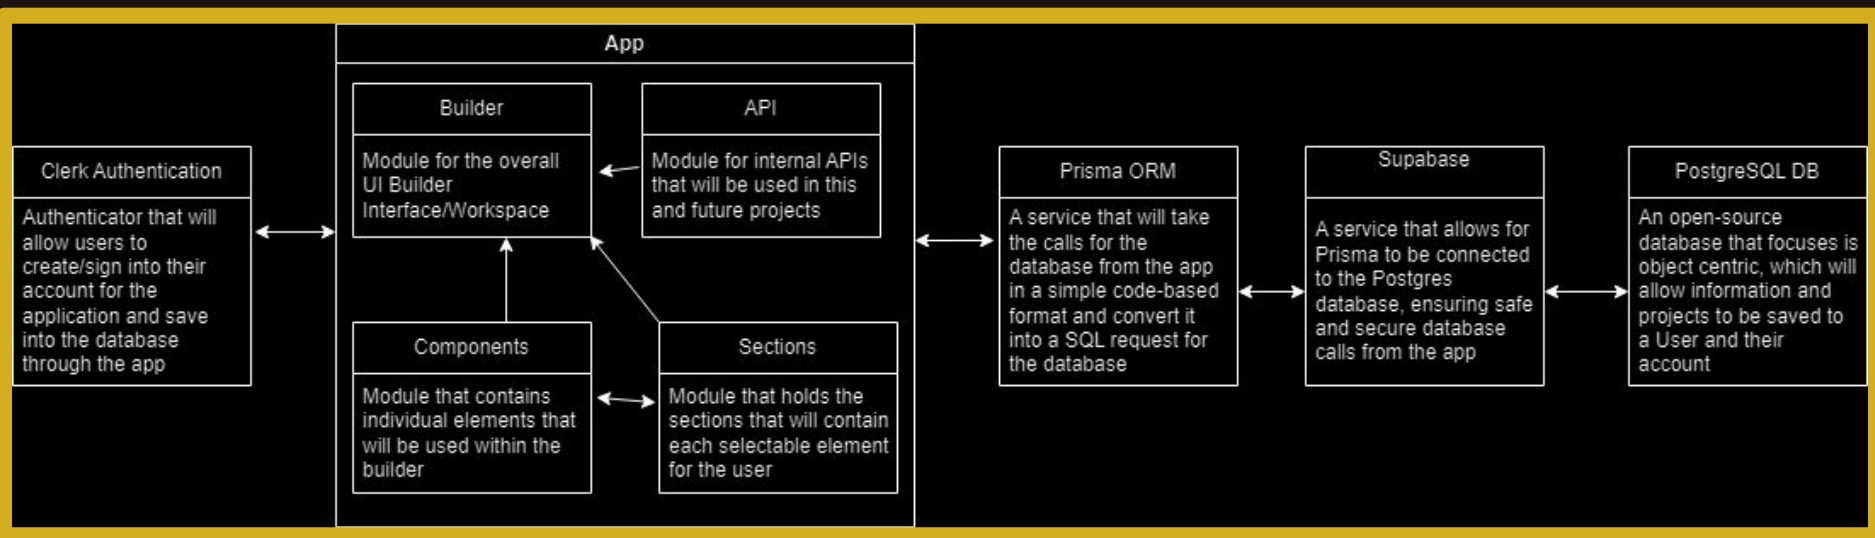 App
Builder
Module for the overall
UI Builder
Interface/Workspace
API
Module for internal APIs
that will be used in this
and future projects
Clerk Authentication
Authenticator that will
allow users to
create/sign into their
account for the
application and save
into the database
through the app
Components
Module that contains
individual elements that
will be used within the
builder
Sections
Module that holds the
sections that will contain
each selectable element
for the user
Prisma ORM
A service that will take
the calls for the
database from the app
in a simple code-based
format and convert it
into a SQL request for
the database
Supabase
A service that allows for
Prisma to be connected
to the Postgres
database, ensuring safe
and secure database
calls from the app
PostgreSQL DB
An open-source
database that focuses is
object centric, which will
allow information and
projects to be saved to
a User and their
account